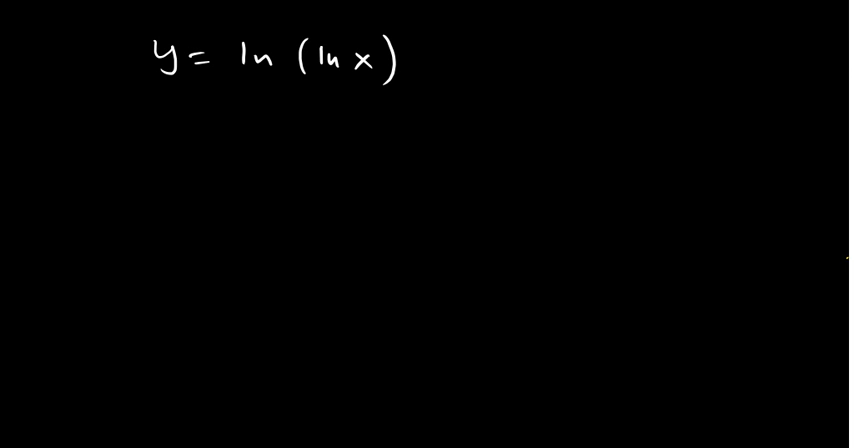 y = ln (ln x)